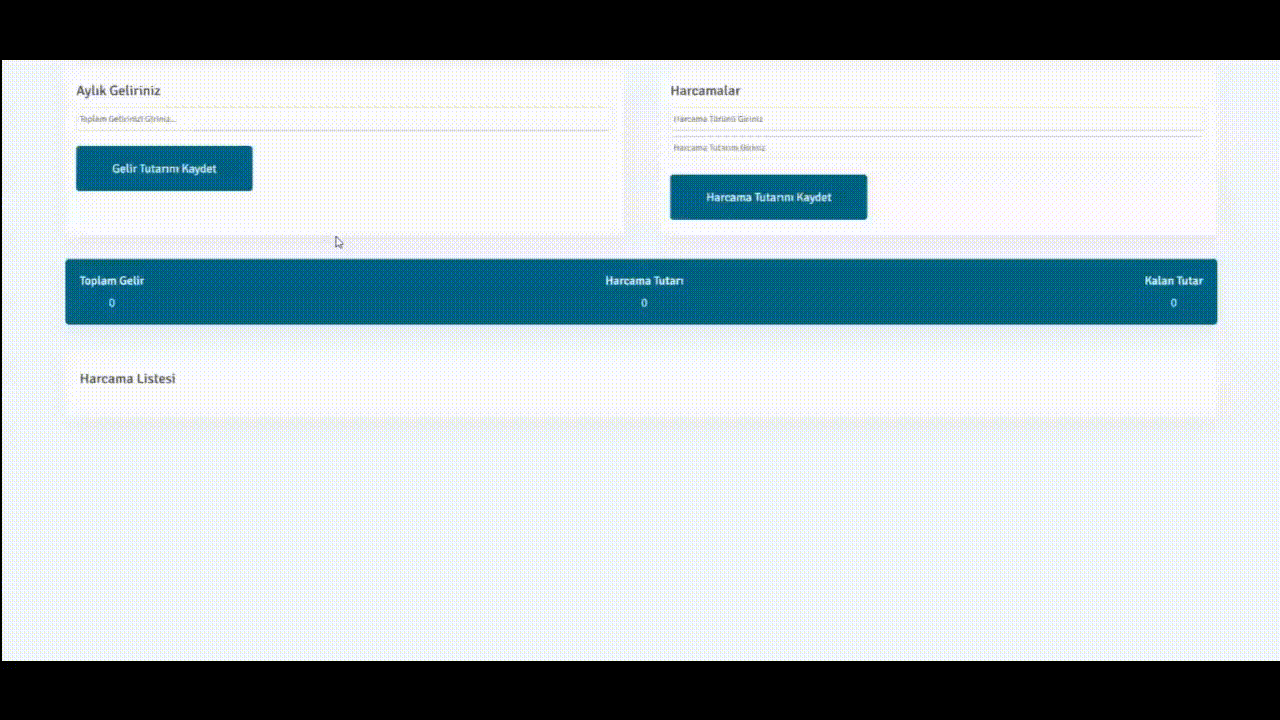 Aylık Geliriniz
Toplam Gelirinizi Giriniz...
Gelir Tutarını Kaydet
Harcamalar
Harcama Türünü Giriniz
Harcama Tutarını Giriniz
Harcama Tutarını Kaydet
Toplam Gelir
0
Harcama Tutarı
0
Kalan Tutar
0
Harcama Listesi